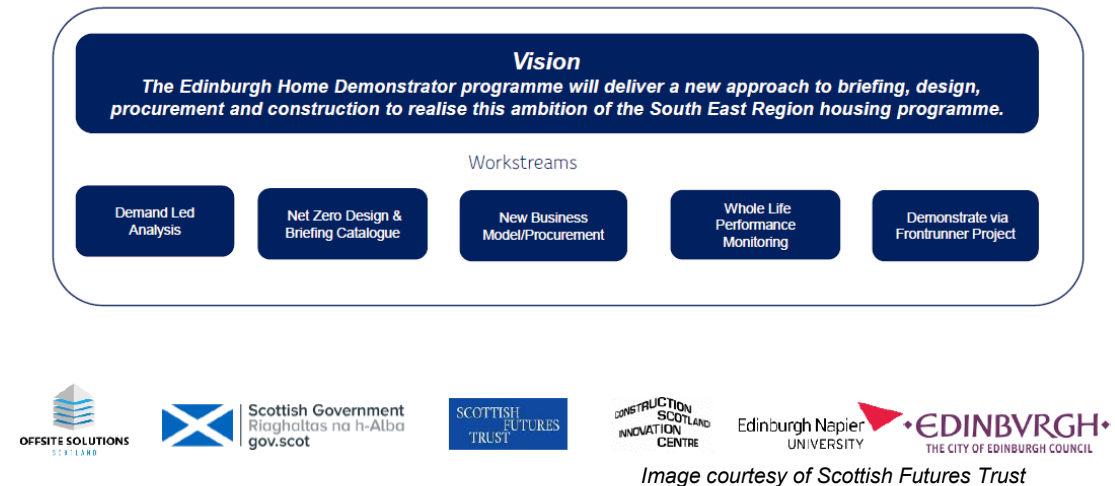 Vision
The Edinburgh Home Demonstrator programme will deliver a new approach to briefing, design,
procurement and construction to realise this ambition of the South East Region housing programme.
Workstreams
Demand Led
Analysis
Net Zero Design &
Briefing Catalogue
New Business
Model/Procurement
Whole Life
Performance
Monitoring
Demonstrate via
Frontrunner Project
OFFSITE SOLUTIONS
SCOTLAND
Scottish Government
Riaghaltas na h-Alba
gov.scot
SCOTTISH
FUTURES
TRUST
CONSTRUCTION
SCOTLAND
INNOVATION
CENTRE
Edinburgh Napier
UNIVERSITY
•EDINBVRGH•
THE CITY OF EDINBURGH COUNCIL
Image courtesy of Scottish Futures Trust